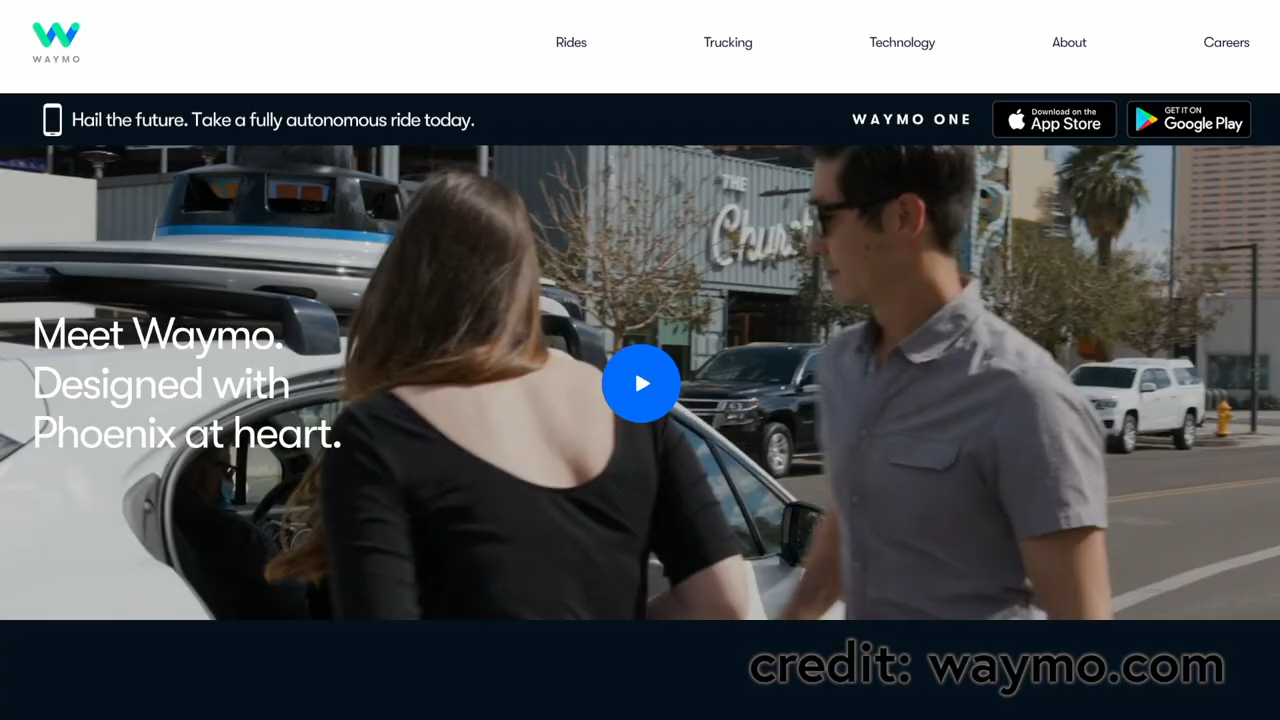 WAYMO
Rides
Trucking
Technology
About
Careers
Hail the future. Take a fully autonomous ride today.
WAYMO ONE
Download on the
App Store
GET IT ON
Google Play
THE
Church
Meet Waymo.
Designed with
Phoenix at heart.
credit: waymo.com